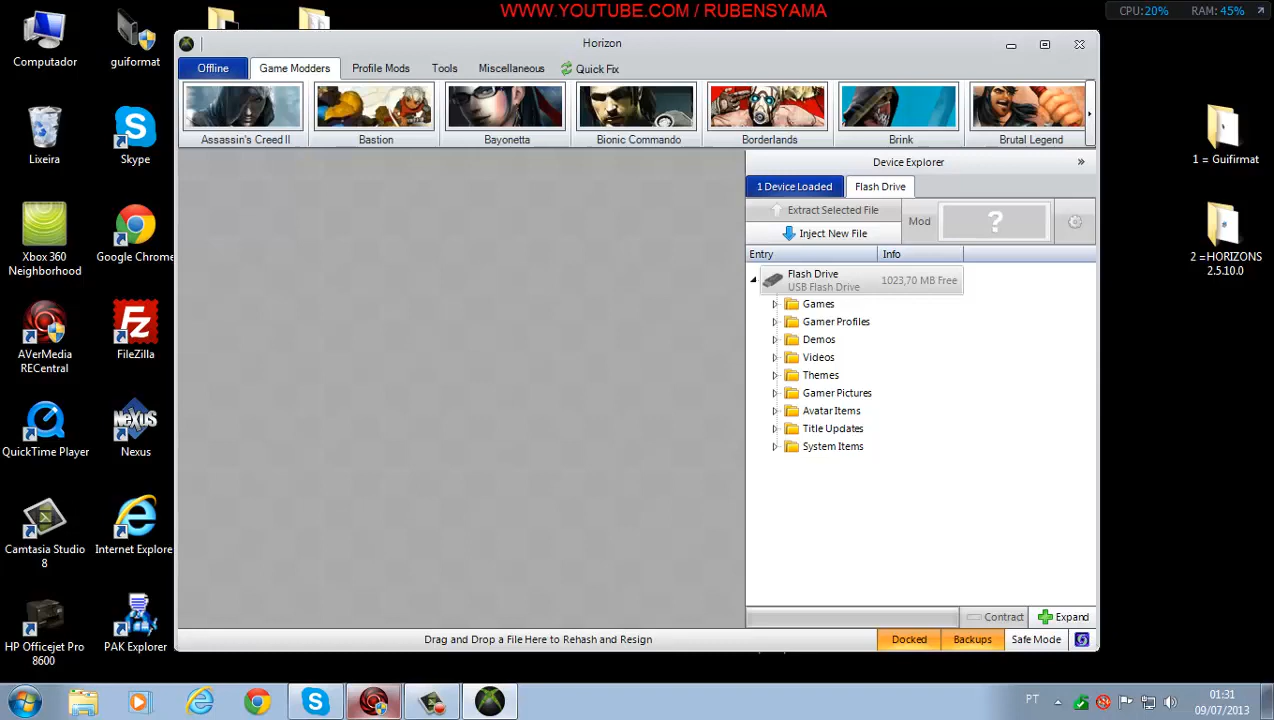 WWW.YOUTUBE.COM / RUBENSYAMA
CPU:20% RAM: 45%
Computador
guiformat
Lixeira
Skype
Xbox 360 Neighborhood
Google Chrome
AVerMedia RECentral
FileZilla
QuickTime Player
Nexus
Camtasia Studio 8
Internet Explore
HP Officejet Pro 8600
PAK Explorer
1 = Guifirmat
2 =HORIZONS 2.5.10.0
Horizon
Offline Game Modders Profile Mods Tools Miscellaneous Quick Fix
Assassin's Creed II Bastion Bayonetta Bionic Commando Borderlands Brink Brutal Legend
Device Explorer »
1 Device Loaded Flash Drive
Extract Selected File
Inject New File
Mod ?
Entry Info
Flash Drive
USB Flash Drive
1023,70 MB Free
Games
Gamer Profiles
Demos
Videos
Themes
Gamer Pictures
Avatar Items
Title Updates
System Items
Contract Expand
Drag and Drop a File Here to Rehash and Resign
Docked Backups Safe Mode
PT
01:31
09/07/2013